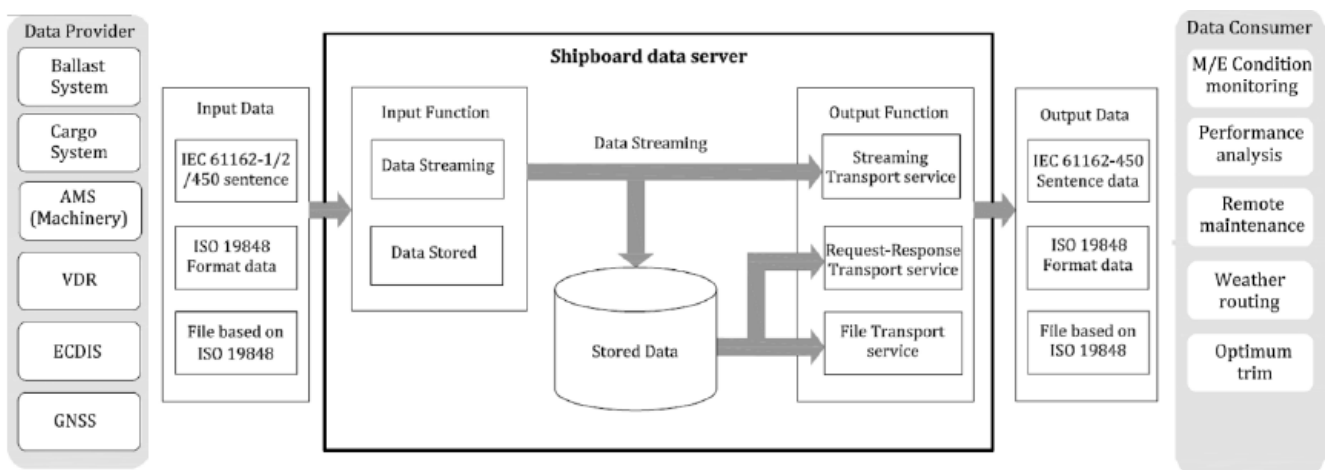 Data Provider
Ballast
System
Cargo
System
AMS
(Machinery)
VDR
ECDIS
GNSS
Input Data
IEC 61162-1/2
/450 sentence
ISO 19848
Format data
File based on
ISO 19848
Shipboard data server
Input Function
Data Streaming
Data Stored
Data Streaming
Stored Data
Output Function
Streaming
Transport service
Request-Response
Transport service
File Transport
service
Output Data
IEC 61162-450
Sentence data
ISO 19848
Format data
File based on
ISO 19848
Data Consumer
M/E Condition
monitoring
Performance
analysis
Remote
maintenance
Weather
routing
Optimum
trim